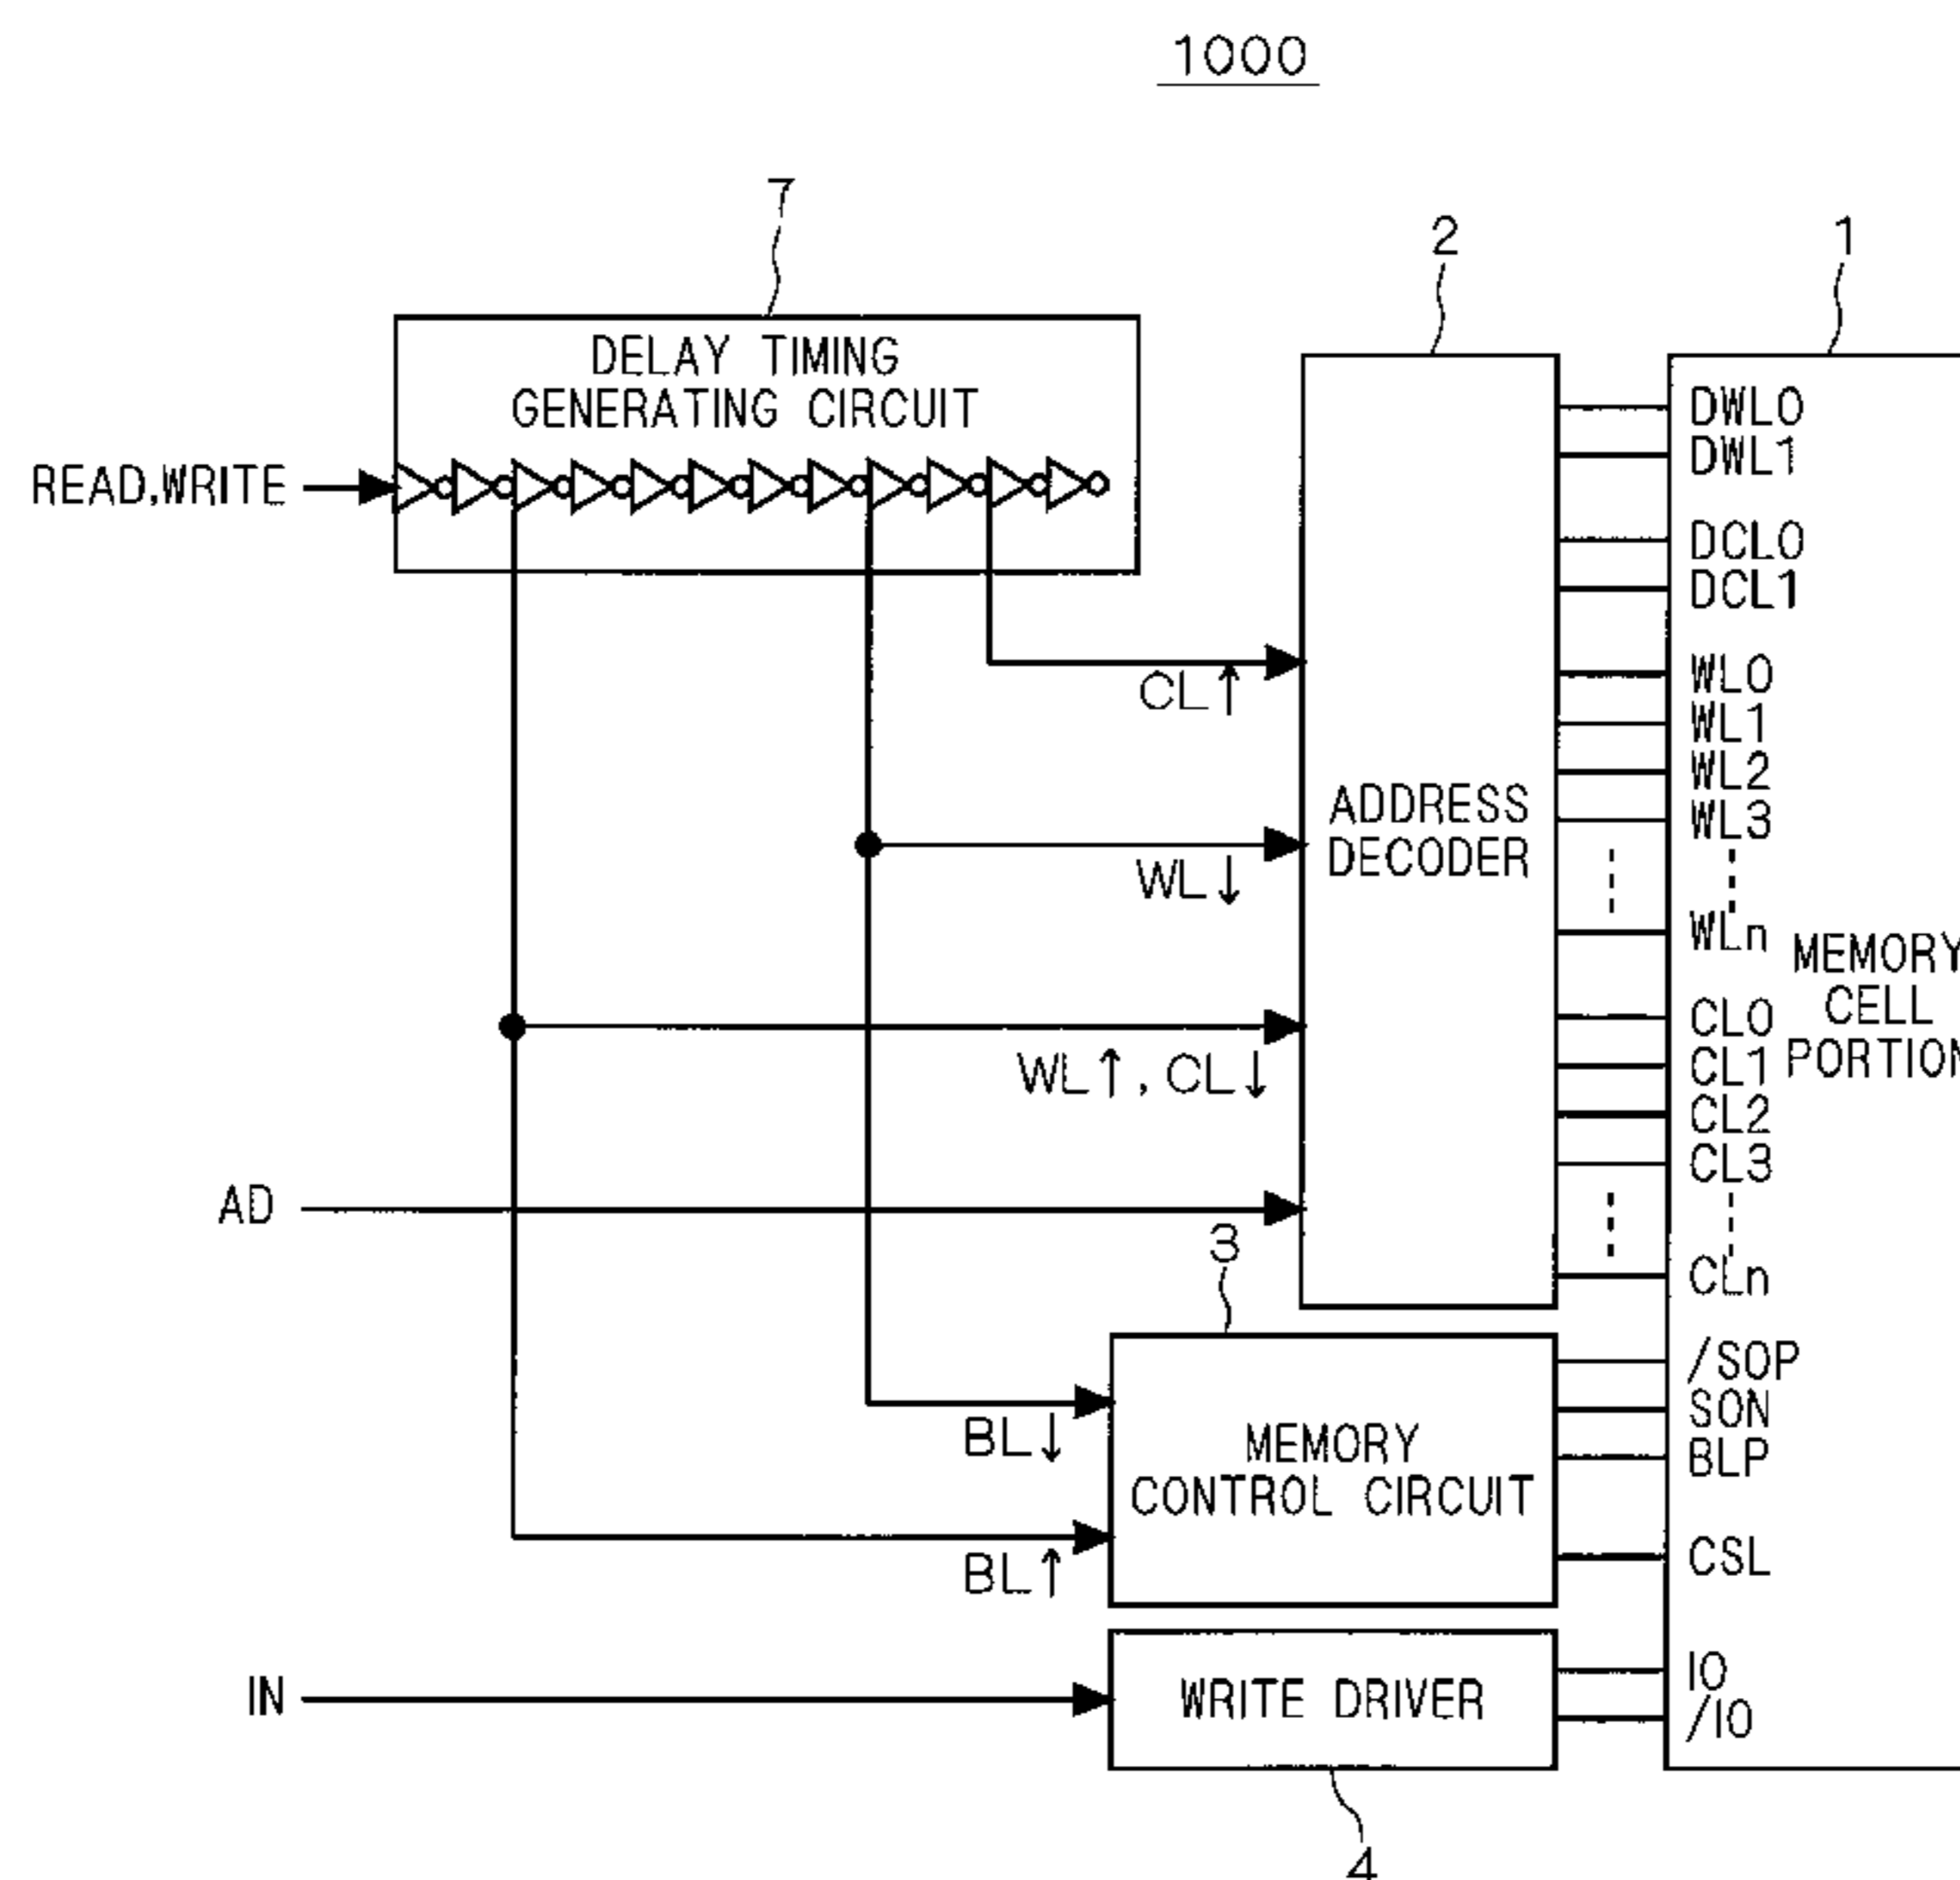 1000
7
2
1
DELAY TIMING
GENERATING CIRCUIT
READ,WRITE
DWL0
DWL1
DCL0
DCL1
CL↑
WL0
WL1
WL2
WL3
WLn
WL↓
ADDRESS
DECODER
MEMORY
CELL
PORTION
WL↑, CL↓
CL0
CL1
CL2
CL3
CLn
AD
3
BL↓
BL↑
MEMORY
CONTROL CIRCUIT
/SOP
SON
BLP
CSL
IN
WRITE DRIVER
IO
/IO
4